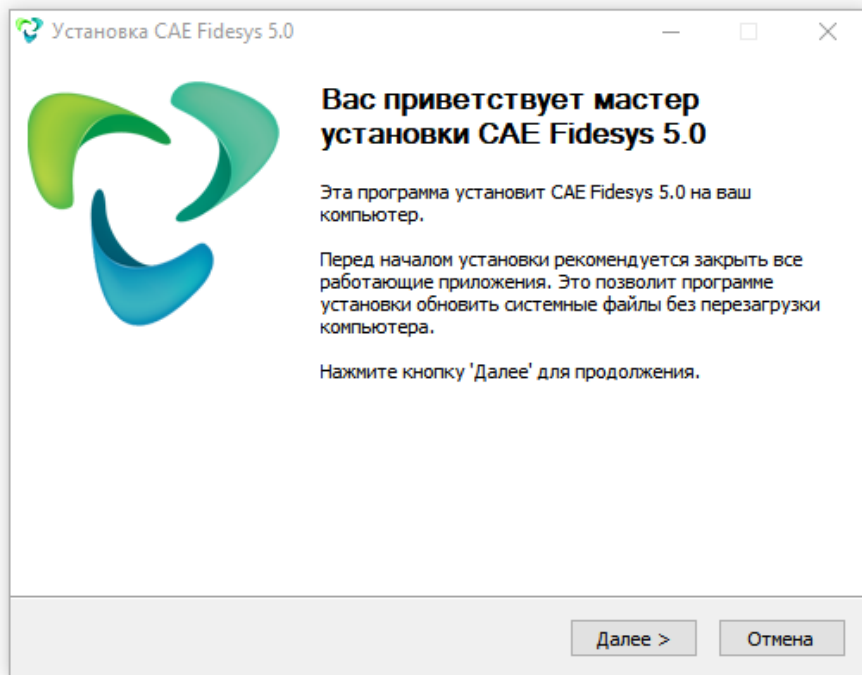 Установка CAE Fidesys 5.0
Вас приветствует мастер
установки CAE Fidesys 5.0
Эта программа установит CAE Fidesys 5.0 на ваш
компьютер.
Перед началом установки рекомендуется закрыть все
работающие приложения. Это позволит программе
установки обновить системные файлы без перезагрузки
компьютера.
Нажмите кнопку 'Далее' для продолжения.
Далее >
Отмена